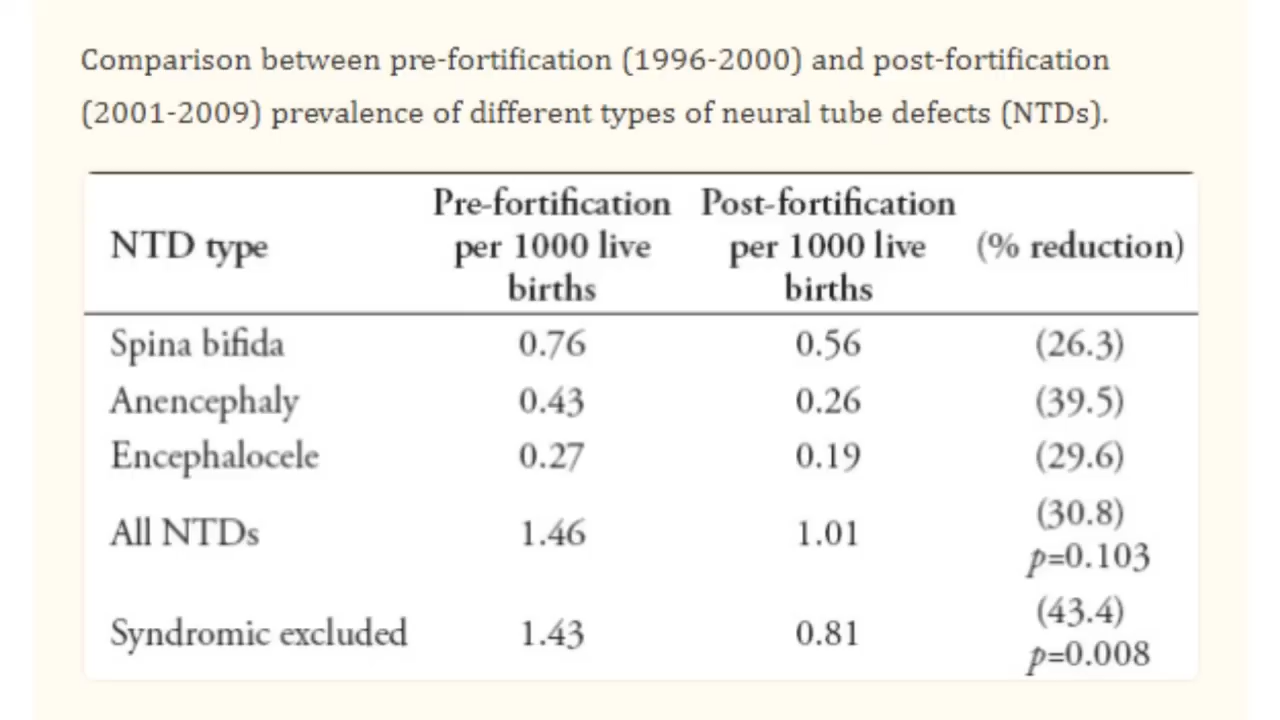 Comparison between pre-fortification (1996-2000) and post-fortification
(2001-2009) prevalence of different types of neural tube defects (NTDs).
NTD type Pre-fortification per 1000 live births Post-fortification per 1000 live births (% reduction)
Spina bifida 0.76 0.56 (26.3)
Anencephaly 0.43 0.26 (39.5)
Encephalocele 0.27 0.19 (29.6)
All NTDs 1.46 1.01 (30.8) p=0.103
Syndromic excluded 1.43 0.81 (43.4) p=0.008